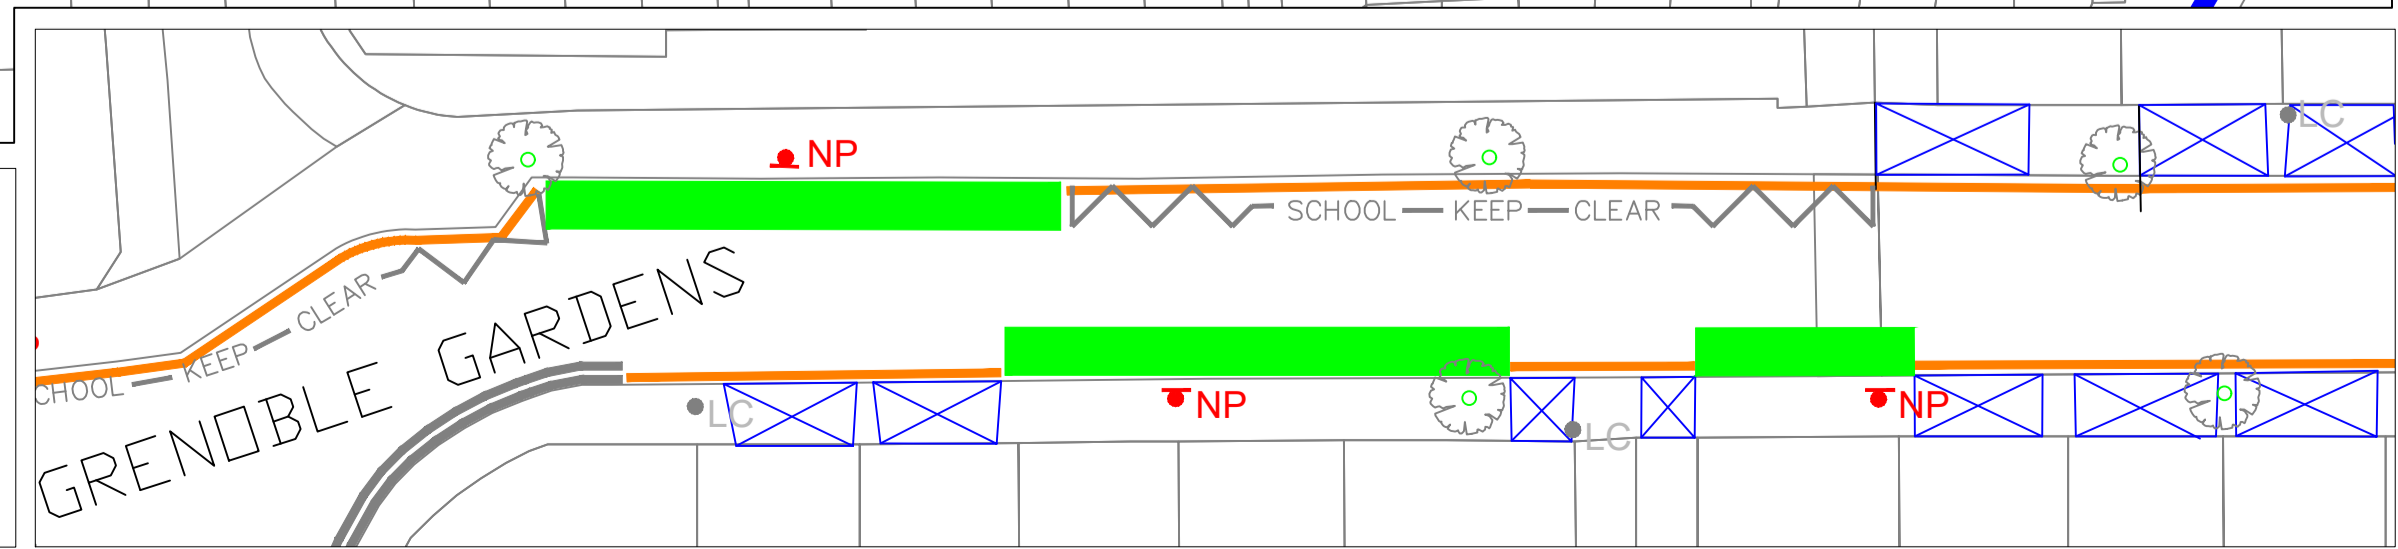 LC
NP
SCHOOL KEEP CLEAR
CHOOL KEEP CLEAR
GRENOBLE GARDENS
LC
NP
LC
NP